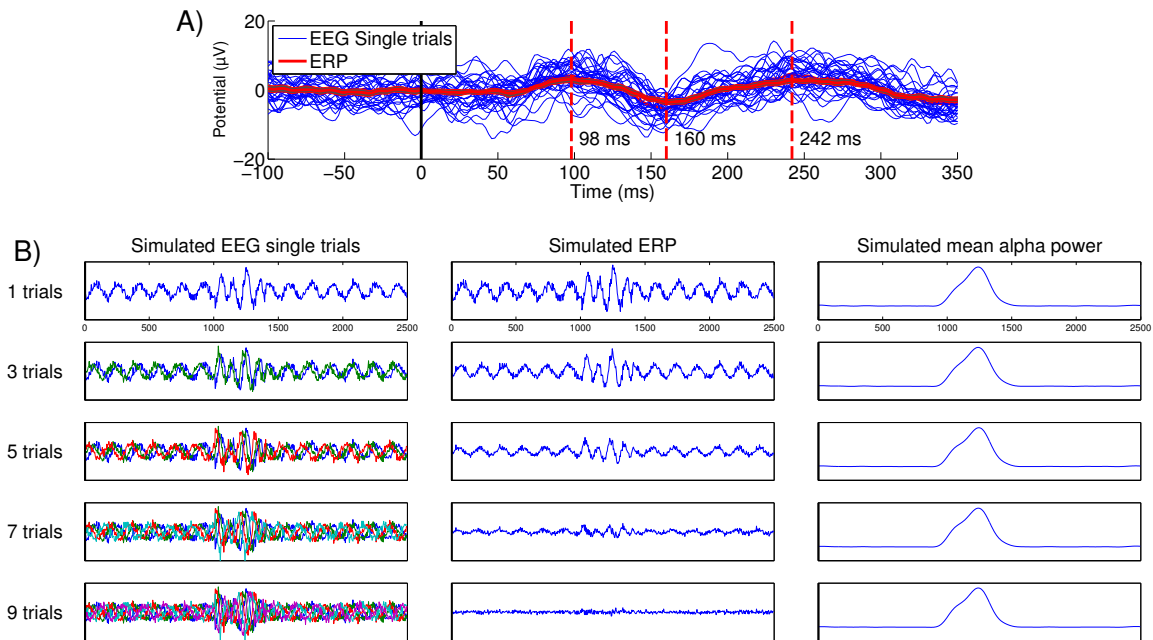 A)
20
0
−20
Potential (µV)
EEG Single trials
ERP
98 ms
160 ms
242 ms
−100
−50
0
50
100
150
200
250
300
350
Time (ms)
B)
Simulated EEG single trials
Simulated ERP
Simulated mean alpha power
1 trials
0 500 1000 1500 2000 2500
0 500 1000 1500 2000 2500
0 500 1000 1500 2000 2500
3 trials
5 trials
7 trials
9 trials